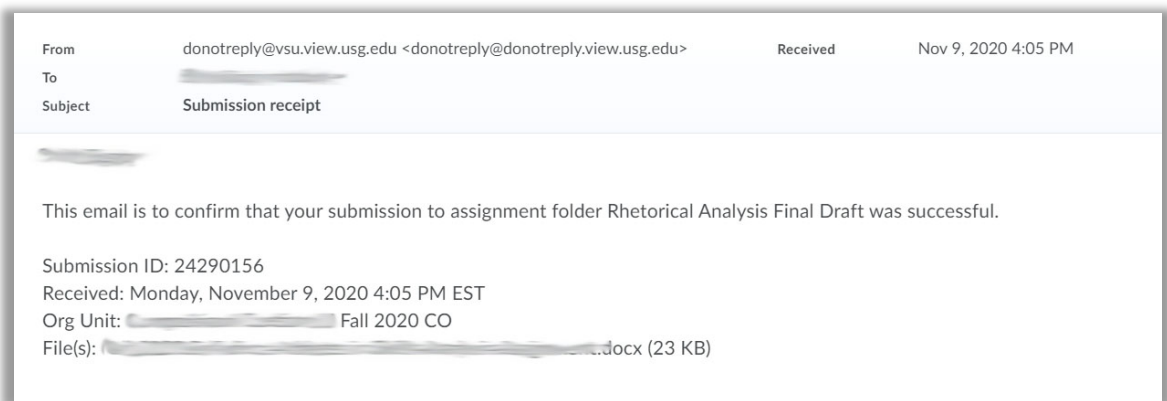 From donotreply@vsu.view.usg.edu <donotreply@donotreply.view.usg.edu> Received Nov 9, 2020 4:05 PM
To
Subject Submission receipt
This email is to confirm that your submission to assignment folder Rhetorical Analysis Final Draft was successful.
Submission ID: 24290156
Received: Monday, November 9, 2020 4:05 PM EST
Org Unit: Fall 2020 CO
File(s): .docx (23 KB)